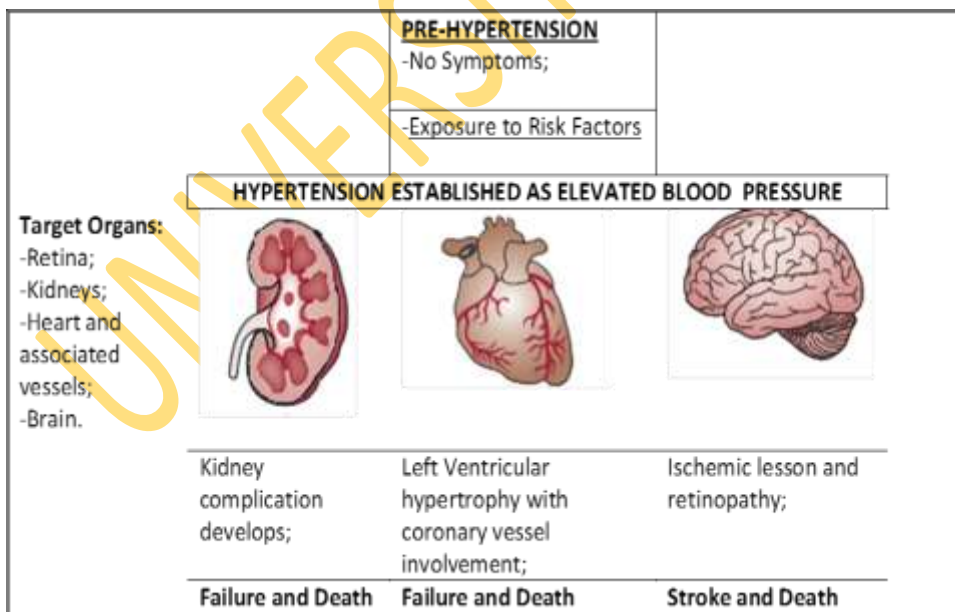 PRE-HYPERTENSION
-No Symptoms;
-Exposure to Risk Factors
HYPERTENSION ESTABLISHED AS ELEVATED BLOOD PRESSURE
Target Organs:
-Retina;
-Kidneys;
-Heart and
associated
vessels;
-Brain.
Kidney
complication
develops;
Left Ventricular
hypertrophy with
coronary vessel
involvement;
Ischemic lesson and
retinopathy;
Failure and Death
Failure and Death
Stroke and Death
UNIVERSI